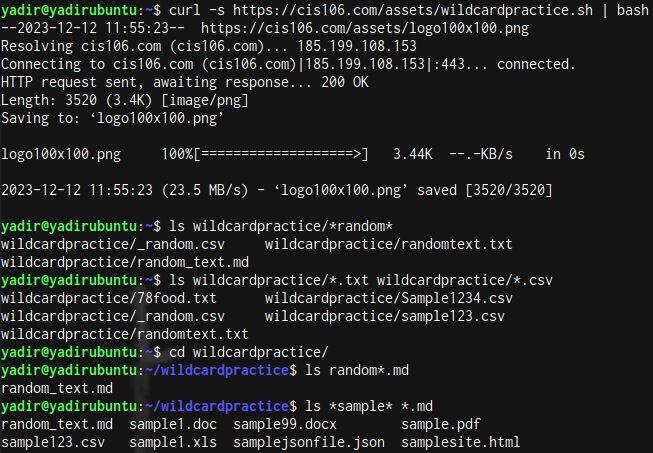 yadir@yadirubuntu:~$ curl -s https://cis106.com/assets/wildcardpractice.sh | bash
--2023-12-12 11:55:23--  https://cis106.com/assets/logo100x100.png
Resolving cis106.com (cis106.com)... 185.199.108.153
Connecting to cis106.com (cis106.com)|185.199.108.153|:443... connected.
HTTP request sent, awaiting response... 200 OK
Length: 3520 (3.4K) [image/png]
Saving to: ‘logo100x100.png’
logo100x100.png     100%[===================>]   3.44K  --.-KB/s    in 0s
2023-12-12 11:55:23 (23.5 MB/s) - ‘logo100x100.png’ saved [3520/3520]
yadir@yadirubuntu:~$ ls wildcardpractice/*random*
wildcardpractice/_random.csv     wildcardpractice/randomtext.txt
wildcardpractice/random_text.md
yadir@yadirubuntu:~$ ls wildcardpractice/*.txt wildcardpractice/*.csv
wildcardpractice/78food.txt      wildcardpractice/Sample1234.csv
wildcardpractice/_random.csv     wildcardpractice/sample123.csv
wildcardpractice/randomtext.txt
yadir@yadirubuntu:~$ cd wildcardpractice/
yadir@yadirubuntu:~/wildcardpractice$ ls random*.md
random_text.md
yadir@yadirubuntu:~/wildcardpractice$ ls *sample* *.md
random_text.md  sample1.doc  sample99.docx        sample.pdf
sample123.csv   sample1.xls  samplejsonfile.json  samplesite.html